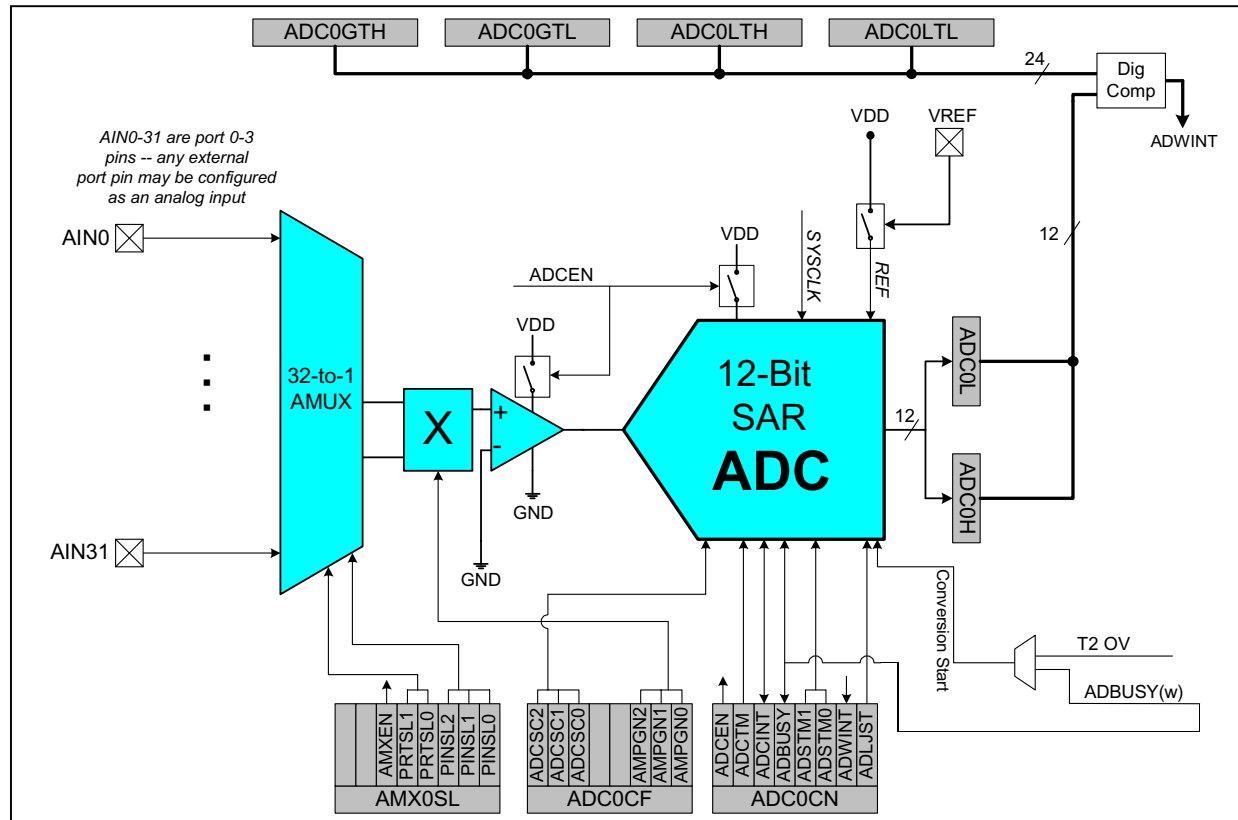 ADC0GTH
ADC0GTL
ADC0LTH
ADC0LTL
24
Dig
Comp
ADWINT
AIN0-31 are port 0-3
pins -- any external
port pin may be configured
as an analog input
VDD
VREF
AIN0
12
VDD
SYSCLK
REF
ADCEN
VDD
32-to-1
AMUX
X
+
-
12-Bit
SAR
ADC
12
ADC0L
ADC0H
GND
GND
AIN31
Conversion Start
T2 OV
ADBUSY(w)
AMXEN
PRTSL1
PRTSL0
PINSL2
PINSL1
PINSL0
AMX0SL
ADCSC2
ADCSC1
ADCSC0
AMPGN2
AMPGN1
AMPGN0
ADC0CF
ADCEN
ADCTM
ADCINT
ADBUSY
ADSTM1
ADSTM0
ADWINT
ADLJST
ADC0CN